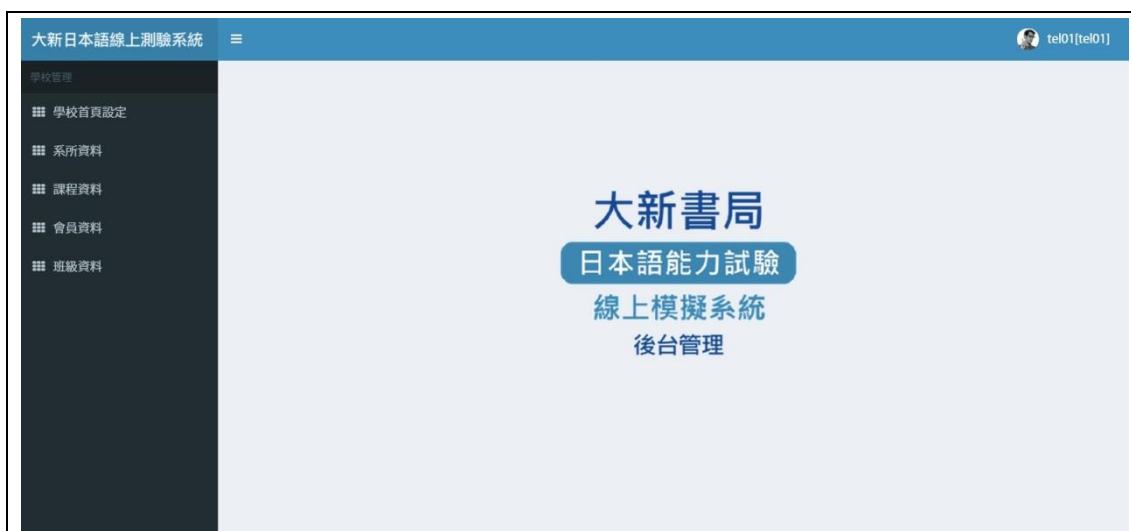 大新日本語線上測驗系統
tel01[tel01]
學校管理
學校首頁設定
系所資料
課程資料
會員資料
班級資料
大新書局
日本語能力試驗
線上模擬系統
後台管理